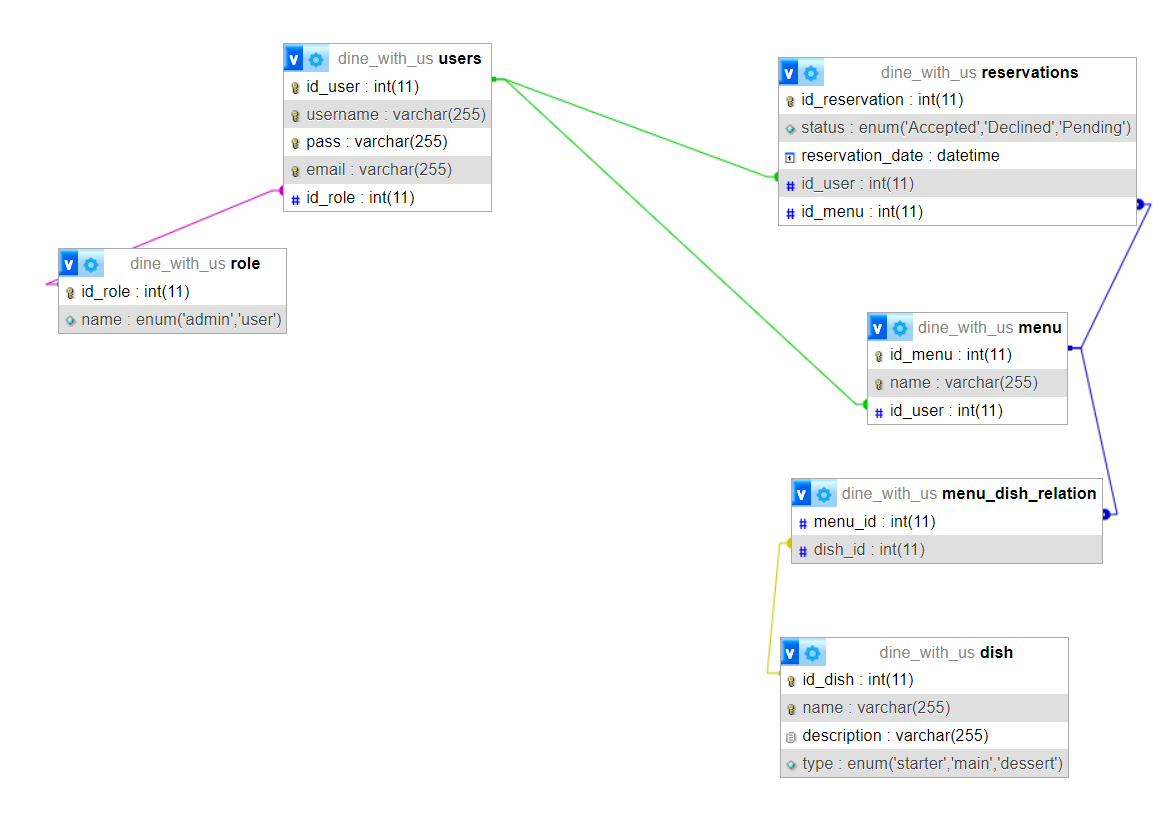 v dine_with_us users
id_user : int(11)
username : varchar(255)
pass : varchar(255)
email : varchar(255)
# id_role : int(11)
v dine_with_us role
id_role : int(11)
name : enum('admin','user')
v dine_with_us reservations
id_reservation : int(11)
status : enum('Accepted','Declined','Pending')
reservation_date : datetime
# id_user : int(11)
# id_menu : int(11)
v dine_with_us menu
id_menu : int(11)
name : varchar(255)
# id_user : int(11)
v dine_with_us menu_dish_relation
# menu_id : int(11)
# dish_id : int(11)
v dine_with_us dish
id_dish : int(11)
name : varchar(255)
description : varchar(255)
type : enum('starter','main','dessert')